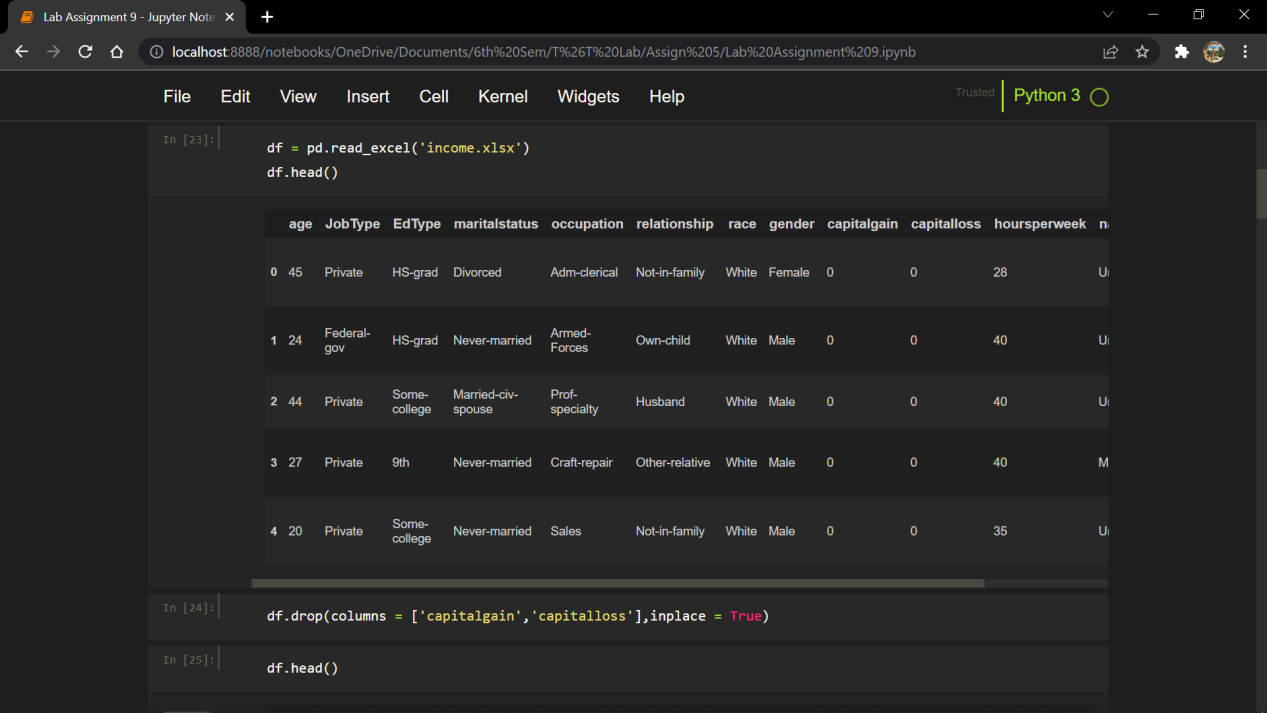 Lab Assignment 9 - Jupyter Note
localhost:8888/notebooks/OneDrive/Documents/6th%20Sem/T%26T%20Lab/Assign%205/Lab%20Assignment%209.ipynb
File Edit View Insert Cell Kernel Widgets Help Trusted Python 3
In [23]: df = pd.read_excel('income.xlsx')
df.head()
age JobType EdType maritalstatus occupation relationship race gender capitalgain capitalloss hoursperweek
0 45 Private HS-grad Divorced Adm-clerical Not-in-family White Female 0 0 28
1 24 Federal-gov HS-grad Never-married Armed-Forces Own-child White Male 0 0 40
2 44 Private Some-college Married-civ-spouse Prof-specialty Husband White Male 0 0 40
3 27 Private 9th Never-married Craft-repair Other-relative White Male 0 0 40
4 20 Private Some-college Never-married Sales Not-in-family White Male 0 0 35
In [24]: df.drop(columns = ['capitalgain','capitalloss'],inplace = True)
In [25]: df.head()